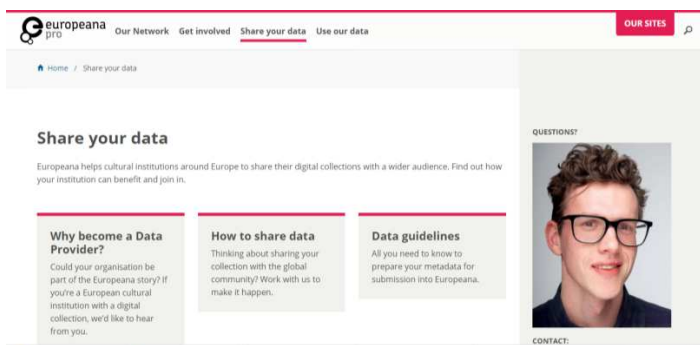 europeana
pro
Our Network Get involved Share your data Use our data
OUR SITES
Home / Share your data
Share your data
Europeana helps cultural institutions around Europe to share their digital collections with a wider audience. Find out how
your institution can benefit and join in.
Why become a Data
Provider?
Could your organisation be
part of the Europeana story? If
you're a European cultural
institution with a digital
collection, we'd like to hear
from you.
How to share data
Thinking about sharing your
collection with the global
community? Work with us to
make it happen.
Data guidelines
All you need to know to
prepare your metadata for
submission into Europeana.
QUESTIONS?
CONTACT: